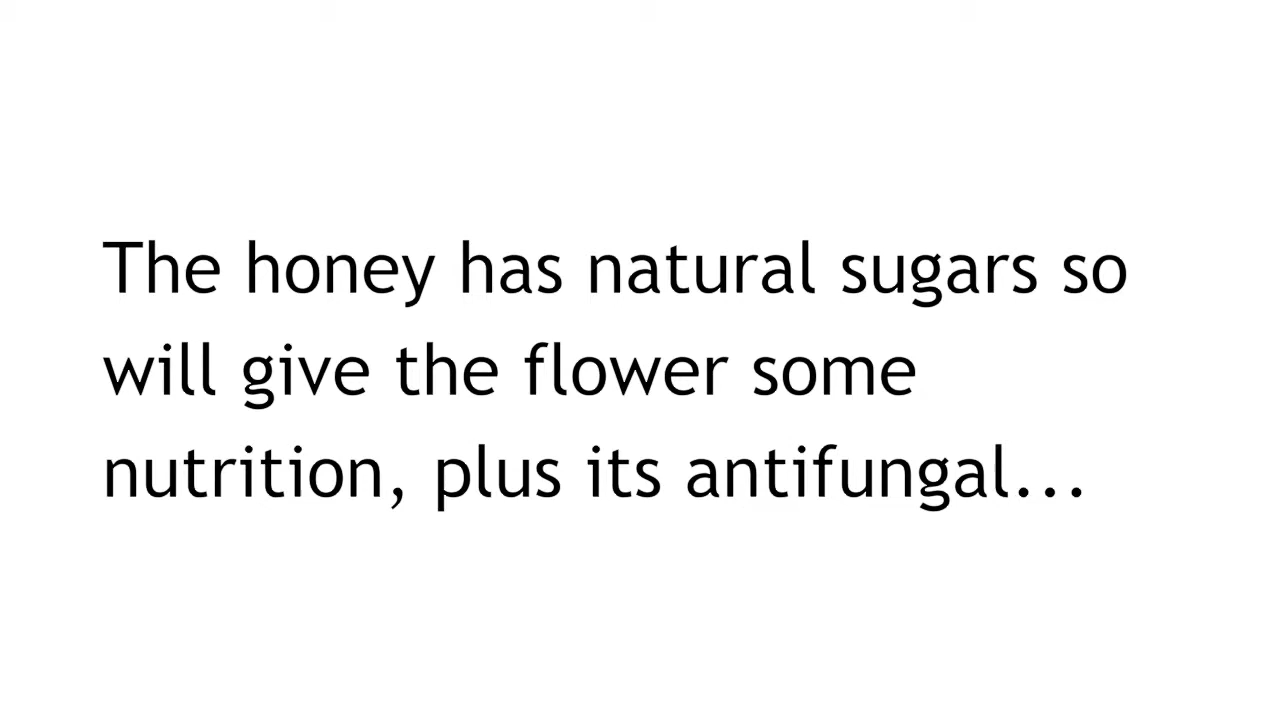 The honey has natural sugars so
will give the flower some
nutrition, plus its antifungal...